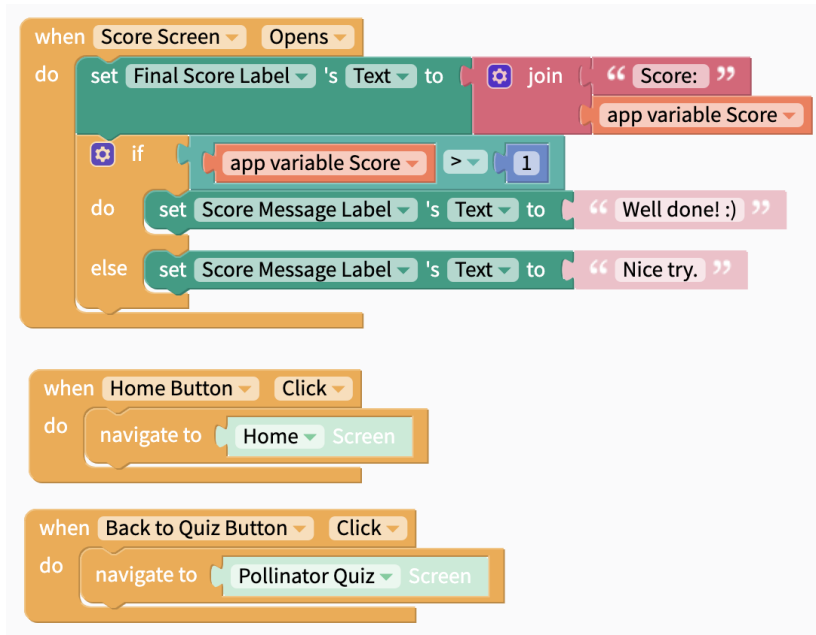 when Score Screen Opens
do set Final Score Label 's Text to join “ Score: ”
app variable Score
if app variable Score > 1
do set Score Message Label 's Text to “ Well done! :) ”
else set Score Message Label 's Text to “ Nice try. ”
when Home Button Click
do navigate to Home Screen
when Back to Quiz Button Click
do navigate to Pollinator Quiz Screen